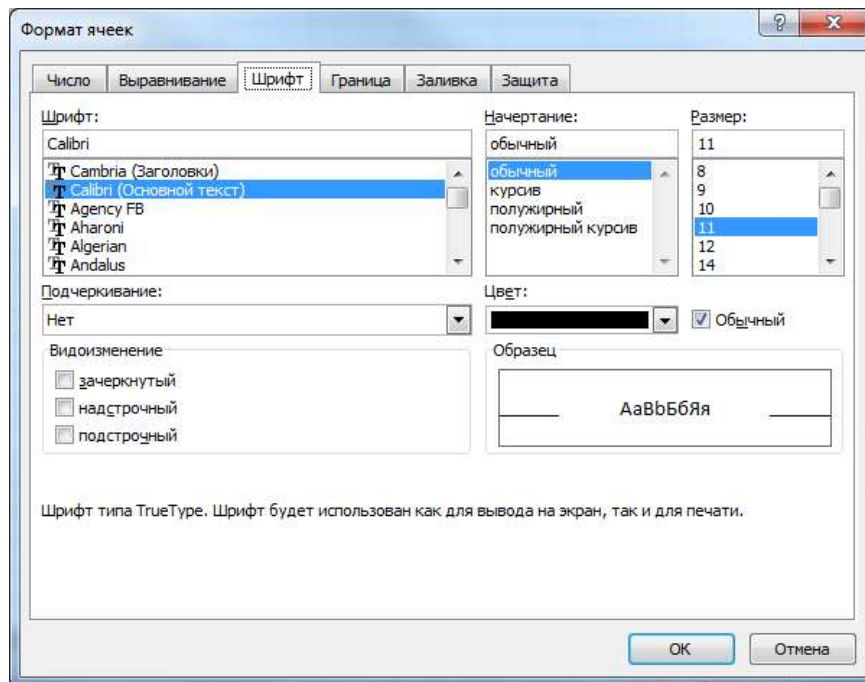 Формат ячеек
Число Выравнивание Шрифт Граница Заливка Защита
Шрифт: Начертание: Размер:
Calibri обычный 11
Cambria (Заголовки) обычный 8
Calibri (Основной текст) курсив 9
Agency FB полужирный 10
Aharoni полужирный курсив 11
Algerian 12
Andalus 14
Подчеркивание: Цвет:
Нет Обычный
Видоизменение Образец
зачеркнутый
надстрочный АаВbБбЯя
подстрочный
Шрифт типа TrueType. Шрифт будет использован как для вывода на экран, так и для печати.
ОК Отмена